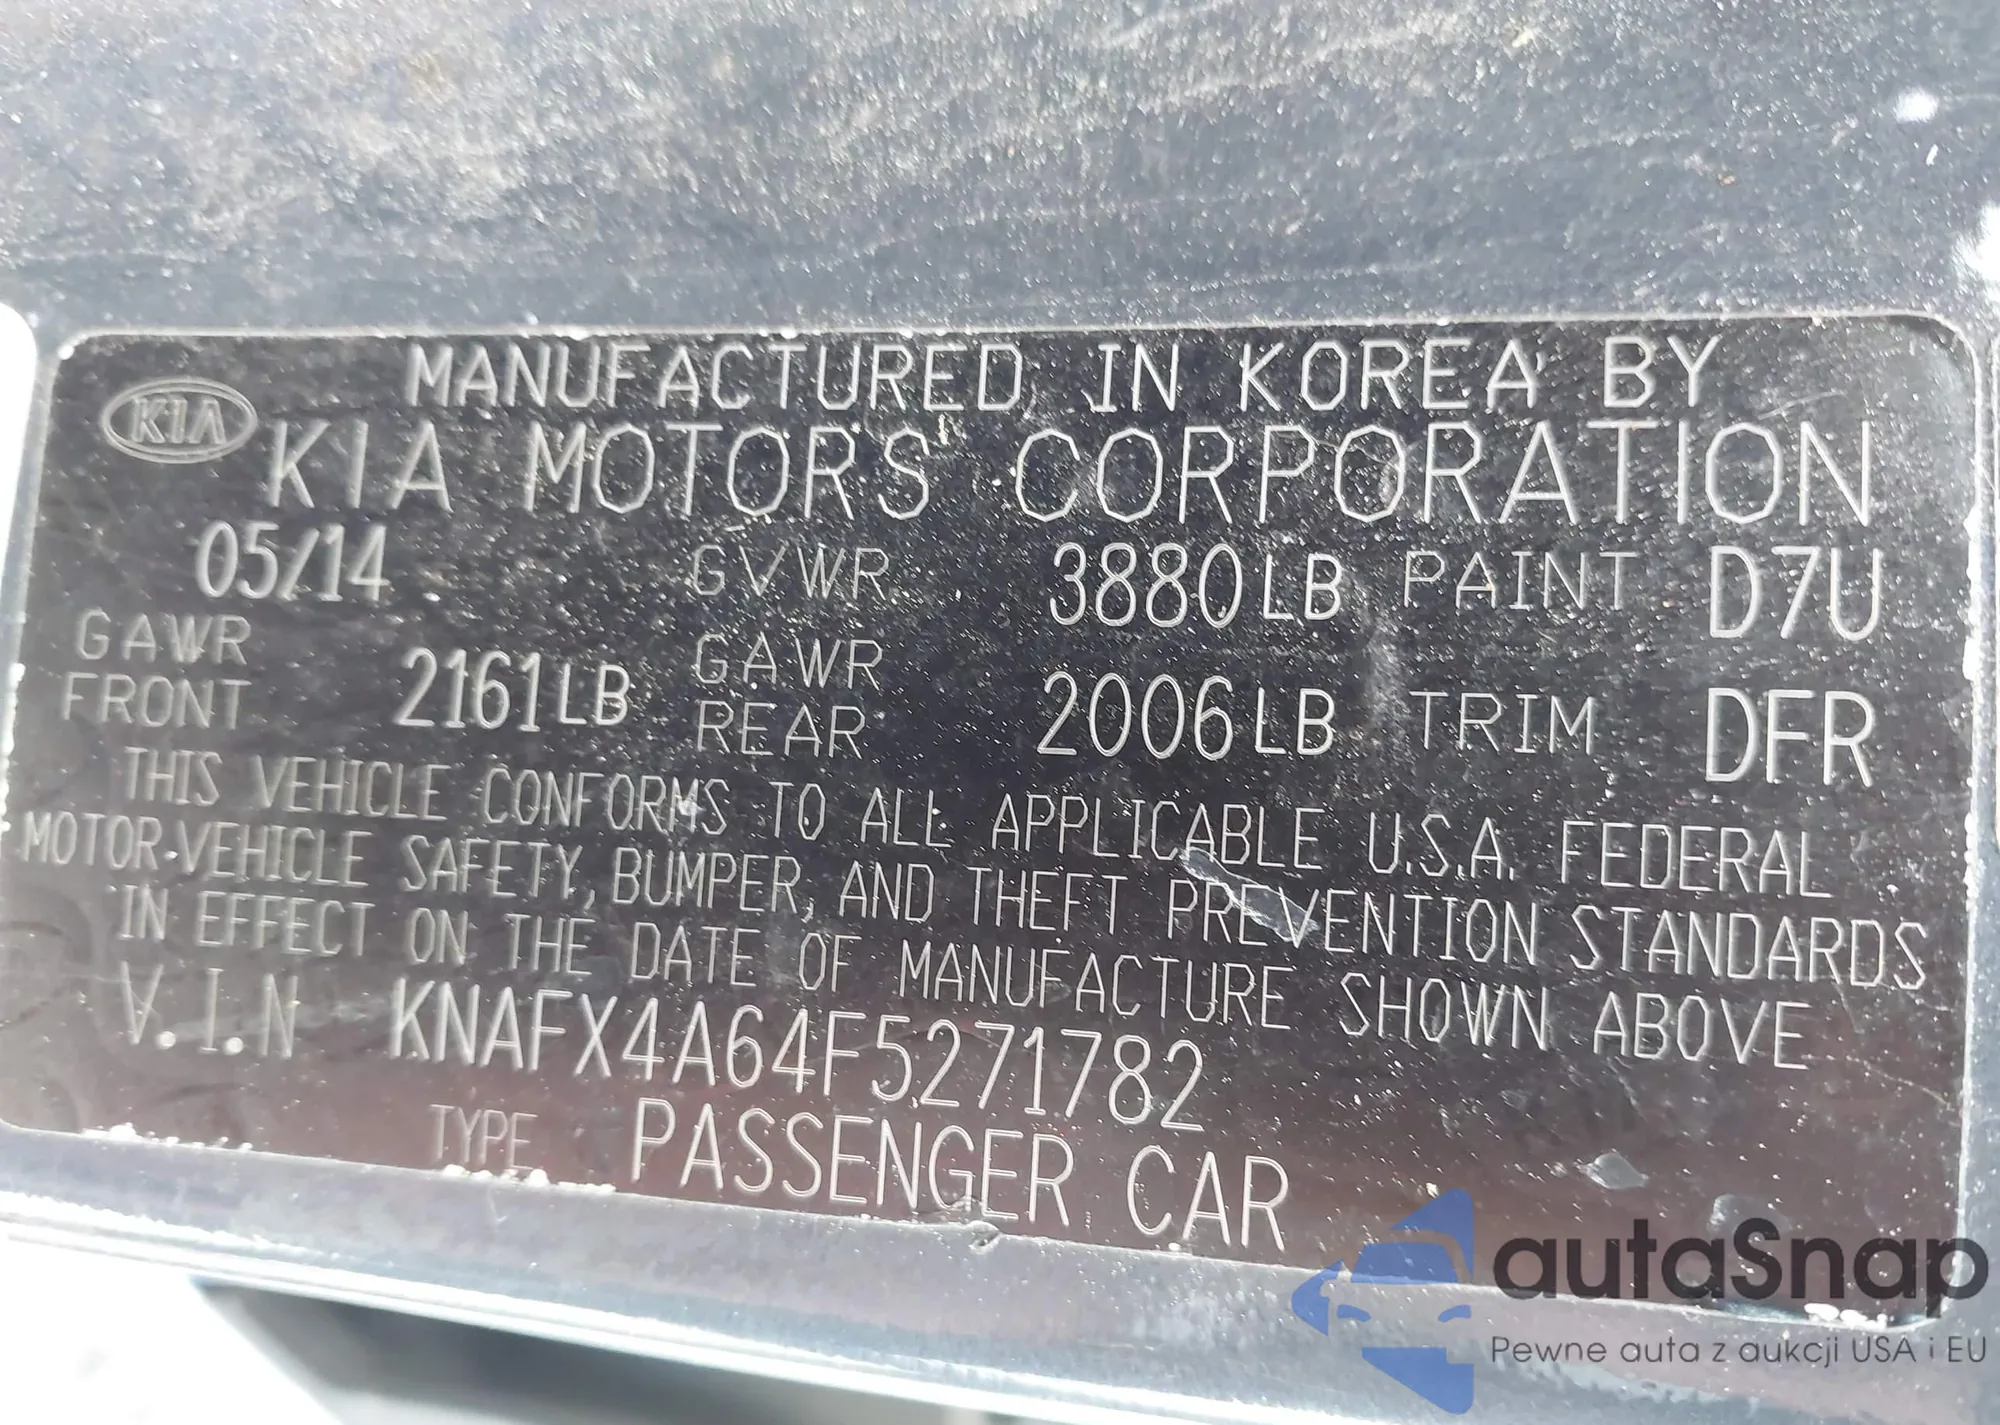 MANUFACTURED IN KOREA BY
KIA KIA MOTORS CORPORATION
05/14 GVWR 3880LB PAINT D7U
GAWR FRONT 2161LB GAWR REAR 2006LB TRIM DFR
THIS VEHICLE CONFORMS TO ALL APPLICABLE U.S.A. FEDERAL
MOTOR VEHICLE SAFETY, BUMPER, AND THEFT PREVENTION STANDARDS
IN EFFECT ON THE DATE OF MANUFACTURE SHOWN ABOVE
V.I.N KNAFX4A64F5271782
TYPE PASSENGER CAR
autaSnap
Pewne auta z aukcji USA i EU